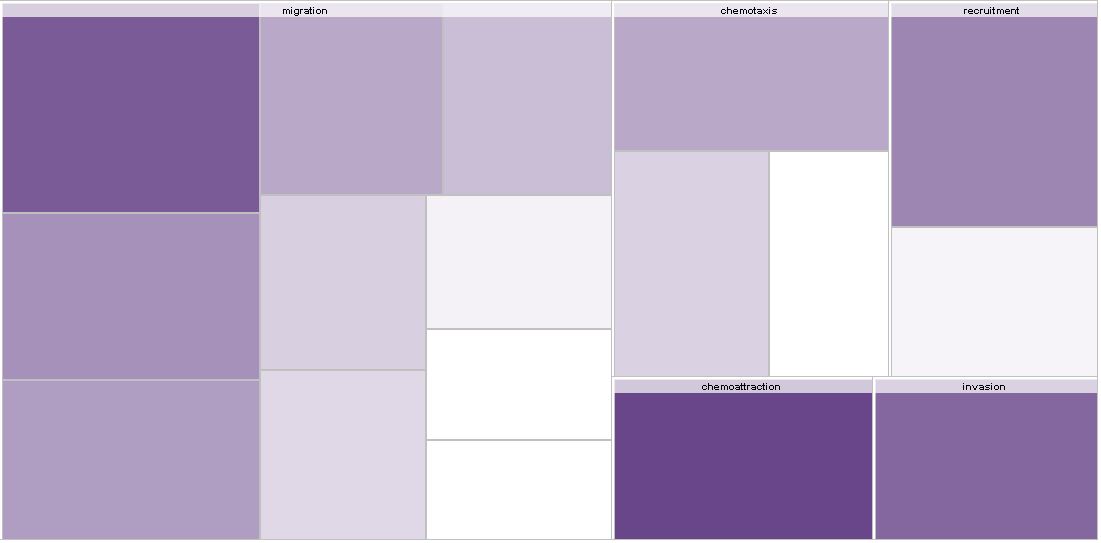 migration
chemotaxis
recruitment
chemoattraction
invasion